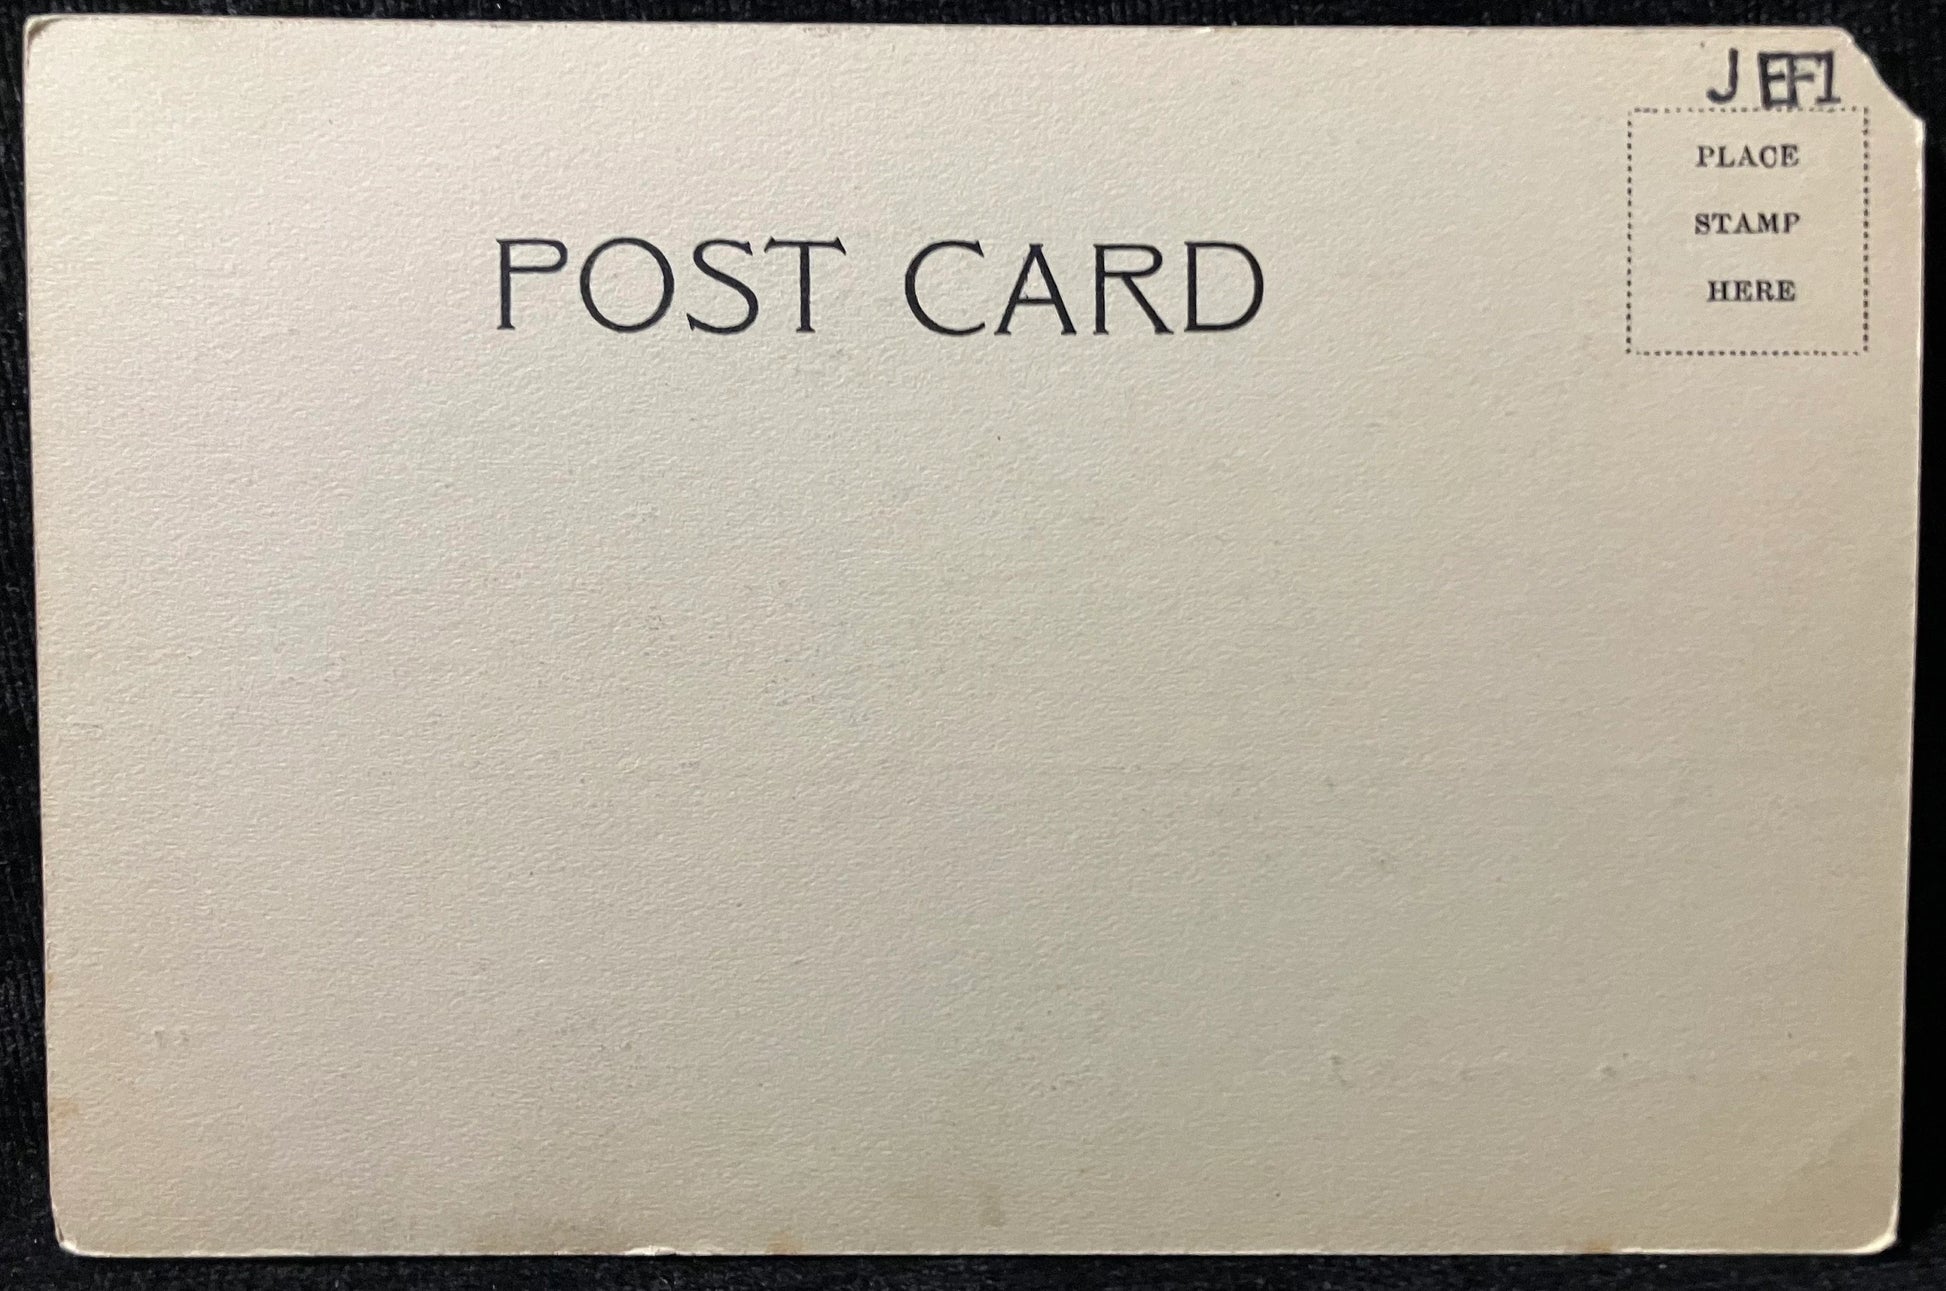 J EF1
POST CARD
PLACE
STAMP
HERE